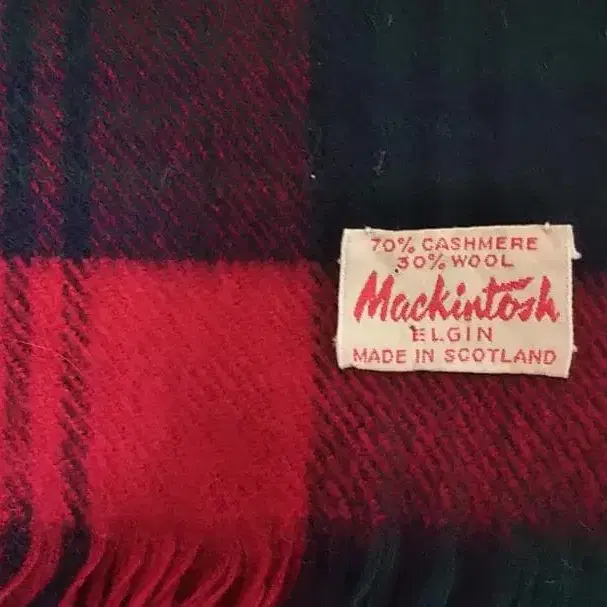 70% CASHMERE
30% WOOL
Mackintosh
ELGIN
MADE IN SCOTLAND